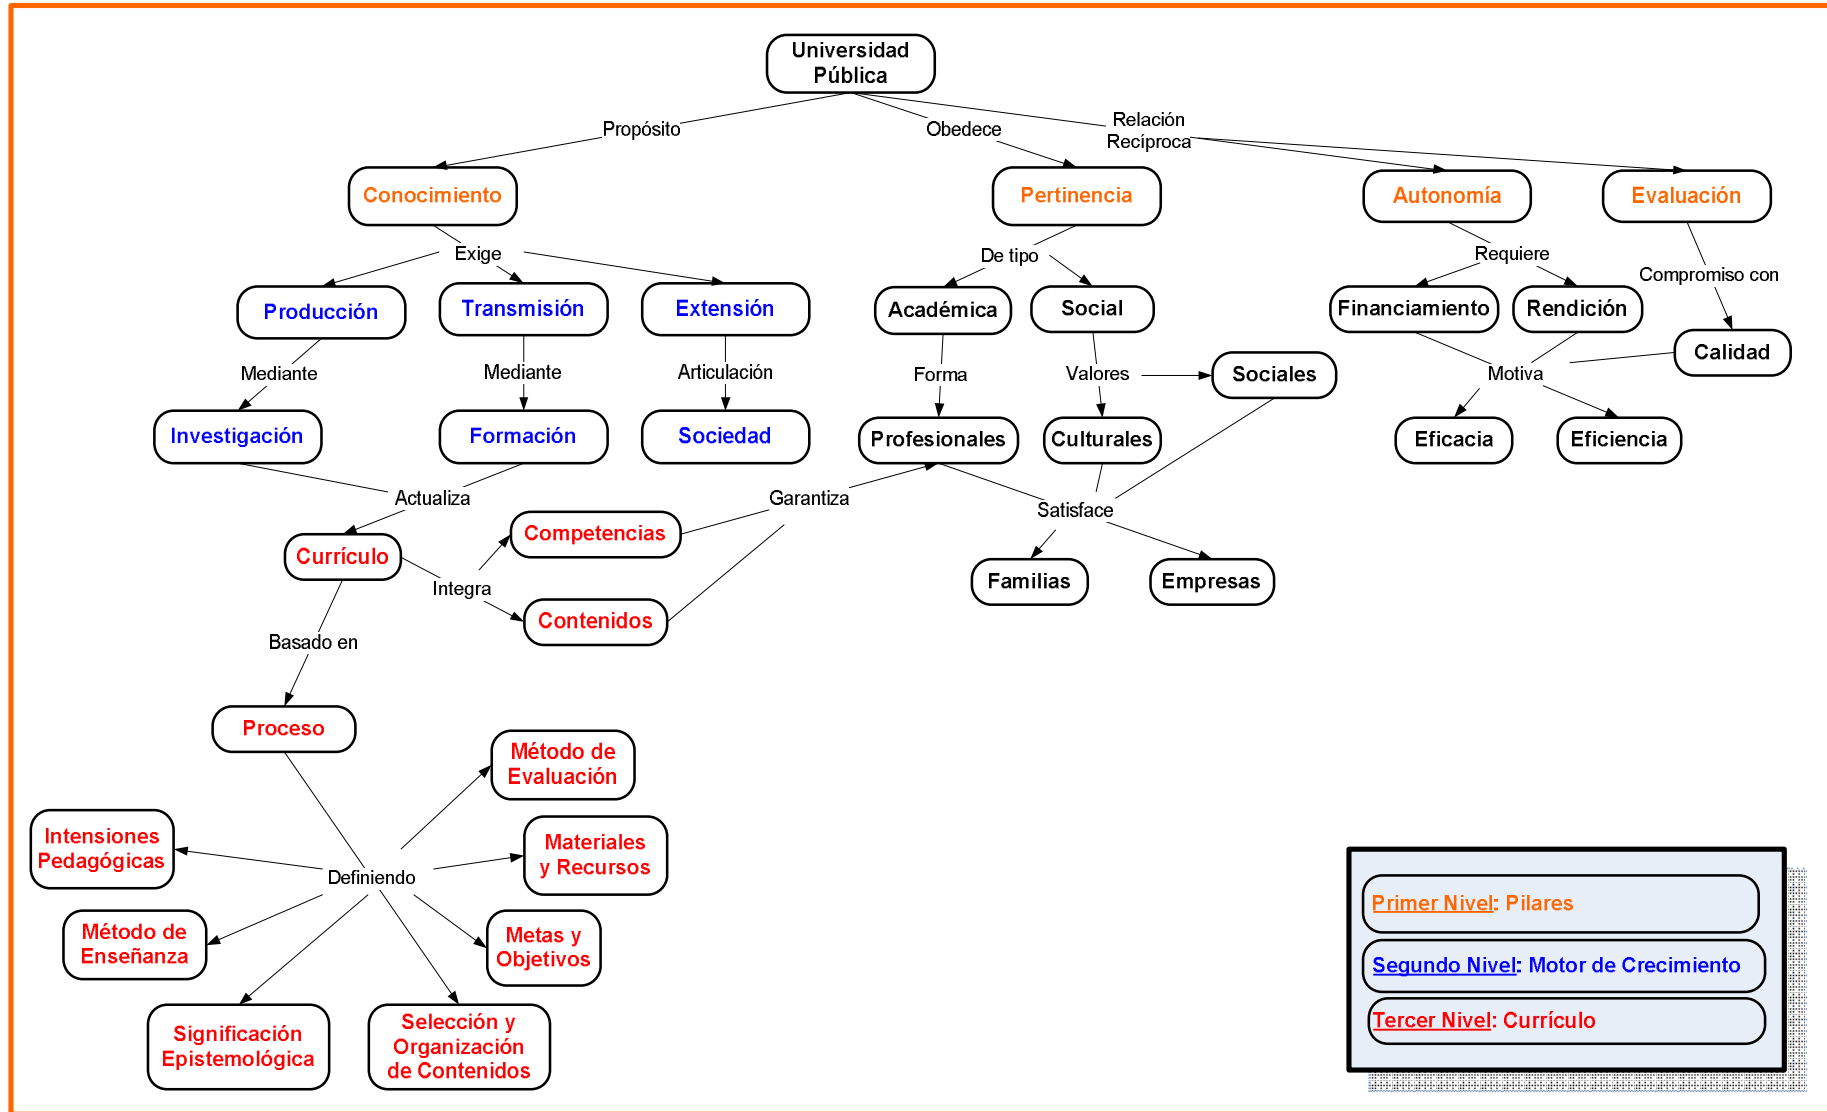 Universidad
Pública
Propósito
Obedece
Relación
Recíproca
Conocimiento
Pertinencia
Autonomía
Evaluación
Exige
De tipo
Requiere
Compromiso con
Producción
Transmisión
Extensión
Académica
Social
Financiamiento
Rendición
Calidad
Mediante
Mediante
Articulación
Forma
Valores
Sociales
Motiva
Investigación
Formación
Sociedad
Profesionales
Culturales
Eficacia
Eficiencia
Actualiza
Garantiza
Satisface
Currículo
Competencias
Integra
Contenidos
Familias
Empresas
Basado en
Proceso
Método de
Evaluación
Intensiones
Pedagógicas
Materiales
y Recursos
Definiendo
Método de
Enseñanza
Metas y
Objetivos
Significación
Epistemológica
Selección y
Organización
de Contenidos
Primer Nivel: Pilares
Segundo Nivel: Motor de Crecimiento
Tercer Nivel: Currículo